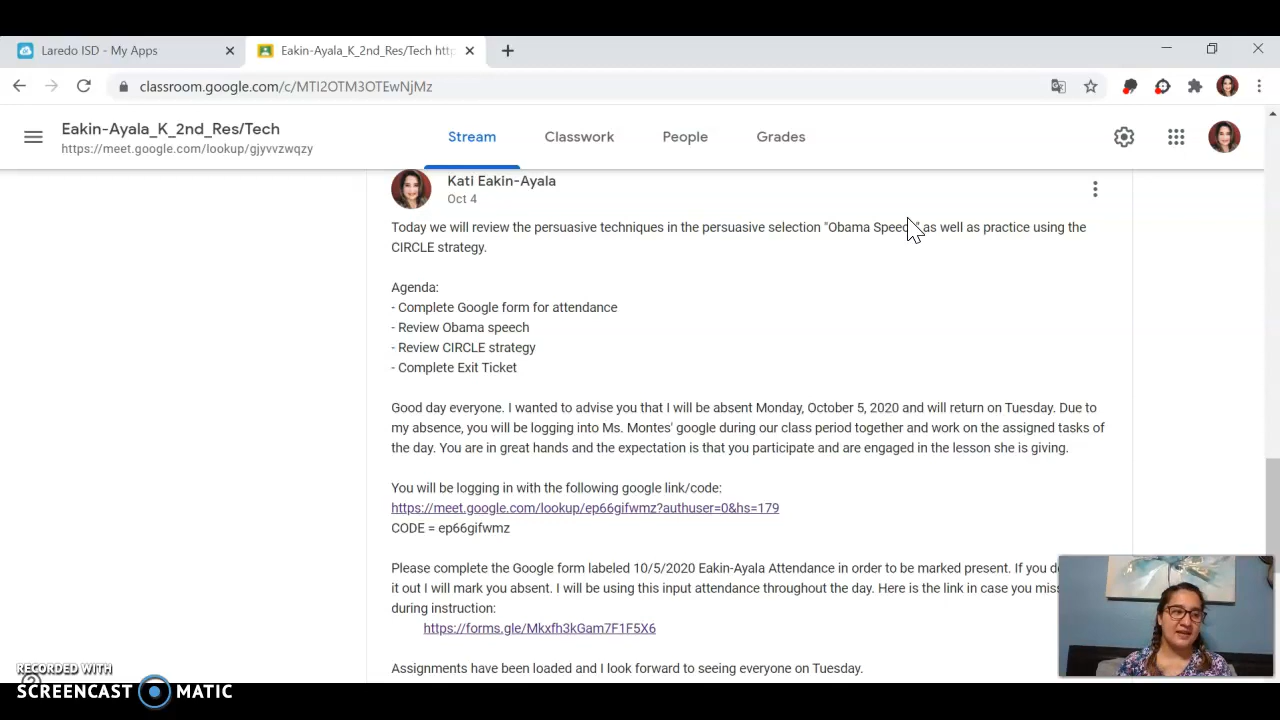 Laredo ISD - My Apps
Eakin-Ayala_K_2nd_Res/Tech http
classroom.google.com/c/MTI2OTM3OTEwNjMz
Eakin-Ayala_K_2nd_Res/Tech
https://meet.google.com/lookup/gjyvvzwqzy
Stream Classwork People Grades
Kati Eakin-Ayala
Oct 4
Today we will review the persuasive techniques in the persuasive selection "Obama Speech" as well as practice using the
CIRCLE strategy.
Agenda:
- Complete Google form for attendance
- Review Obama speech
- Review CIRCLE strategy
- Complete Exit Ticket
Good day everyone. I wanted to advise you that I will be absent Monday, October 5, 2020 and will return on Tuesday. Due to
my absence, you will be logging into Ms. Montes' google during our class period together and work on the assigned tasks of
the day. You are in great hands and the expectation is that you participate and are engaged in the lesson she is giving.
You will be logging in with the following google link/code:
https://meet.google.com/lookup/ep66gifwmz?authuser=0&hs=179
CODE = ep66gifwmz
Please complete the Google form labeled 10/5/2020 Eakin-Ayala Attendance in order to be marked present. If you
it out I will mark you absent. I will be using this input attendance throughout the day. Here is the link in case you
during instruction:
https://forms.gle/Mkxfh3kGam7F1F5X6
Assignments have been loaded and I look forward to seeing everyone on Tuesday.
RECORDED WITH
SCREENCAST MATIC